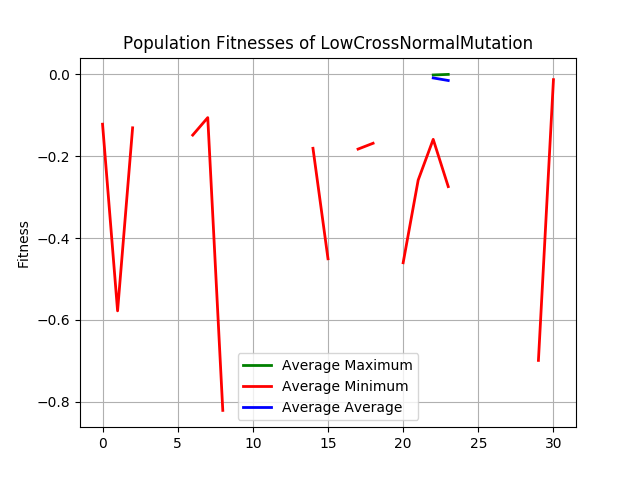 Population Fitnesses of LowCrossNormalMutation
0.0
−0.2
−0.4
−0.6
−0.8
Fitness
Average Maximum
Average Minimum
Average Average
0 5 10 15 20 25 30